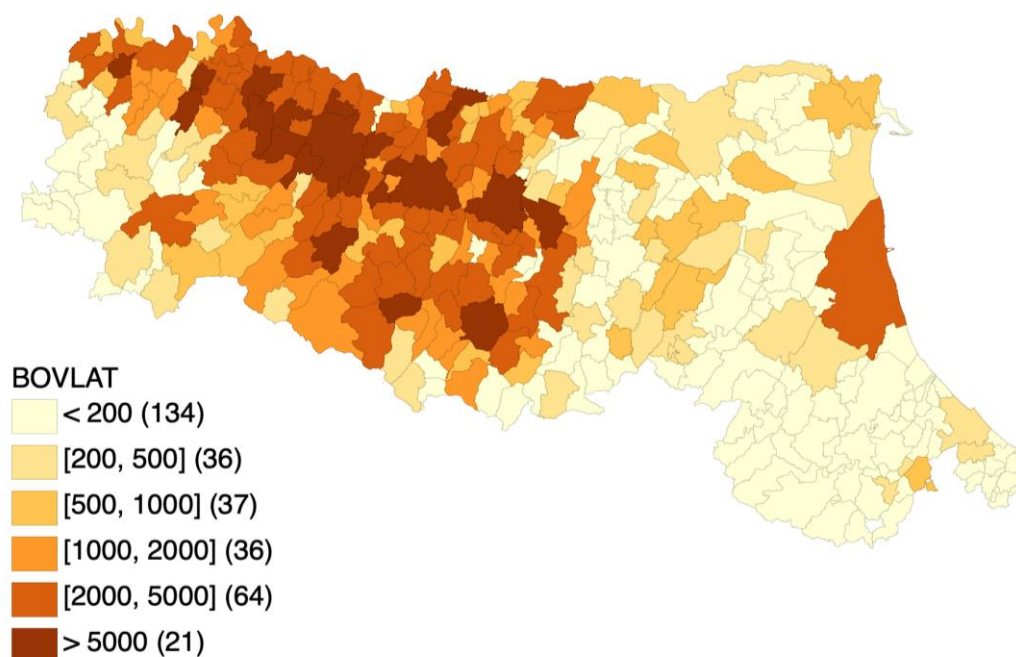 BOVLAT
< 200 (134)
[200, 500] (36)
[500, 1000] (37)
[1000, 2000] (36)
[2000, 5000] (64)
> 5000 (21)